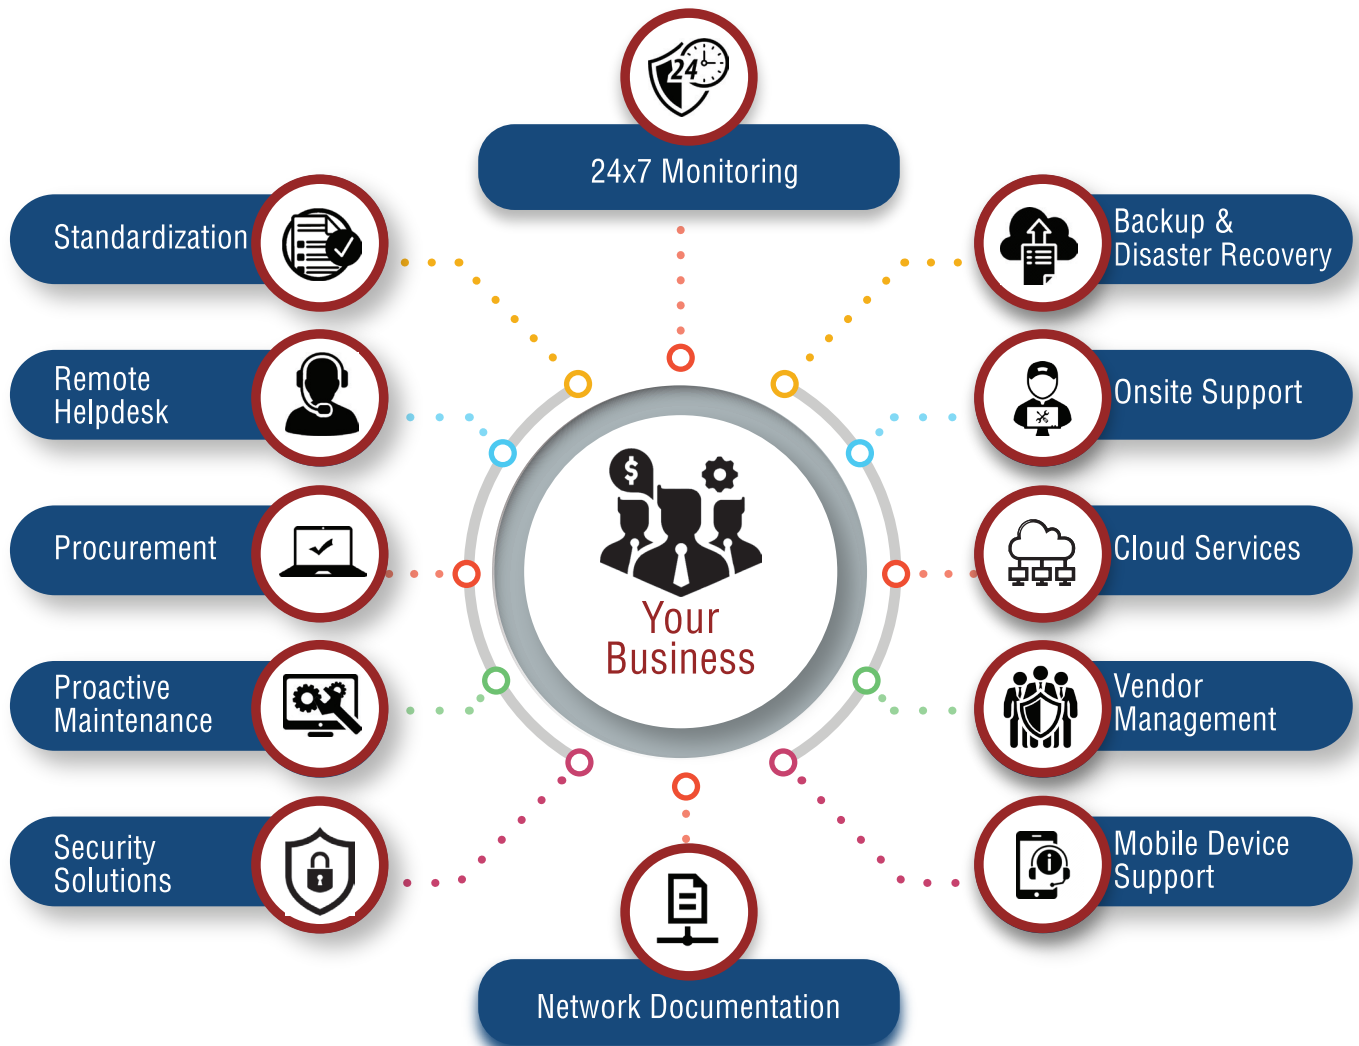 24
24x7 Monitoring
Standardization
Backup &
Disaster Recovery
Remote
Helpdesk
Onsite Support
$
Your
Business
Procurement
Cloud Services
Proactive
Maintenance
Vendor
Management
Security
Solutions
i
Mobile Device
Support
Network Documentation